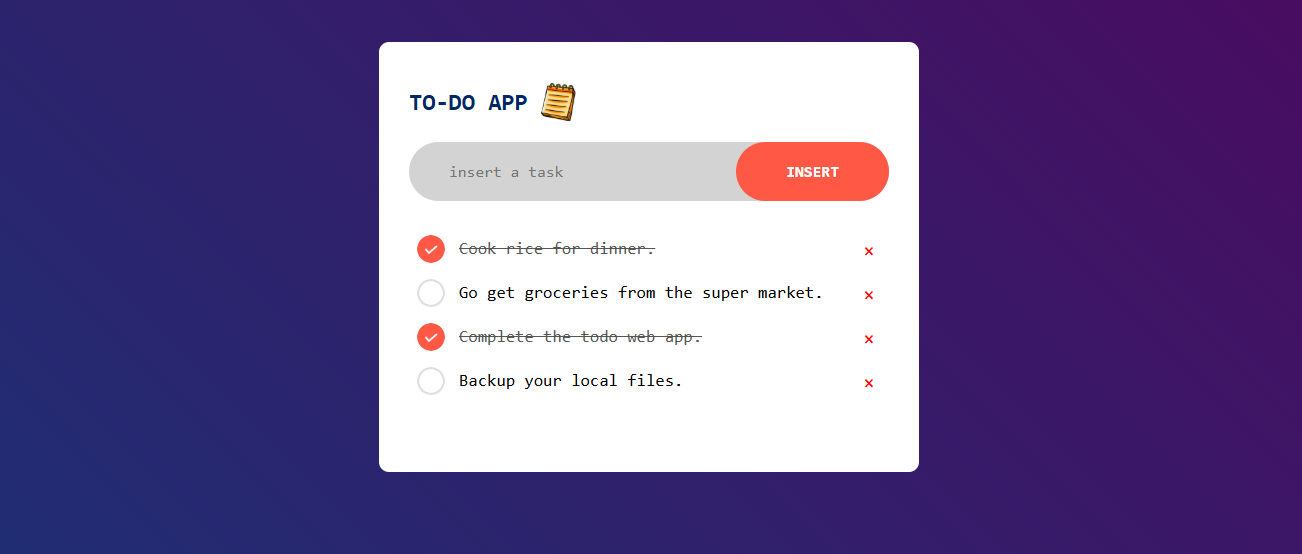 TO-DO APP
insert a task
INSERT
Cook rice for dinner. ×
Go get groceries from the super market. ×
Complete the todo web app. ×
Backup your local files. ×